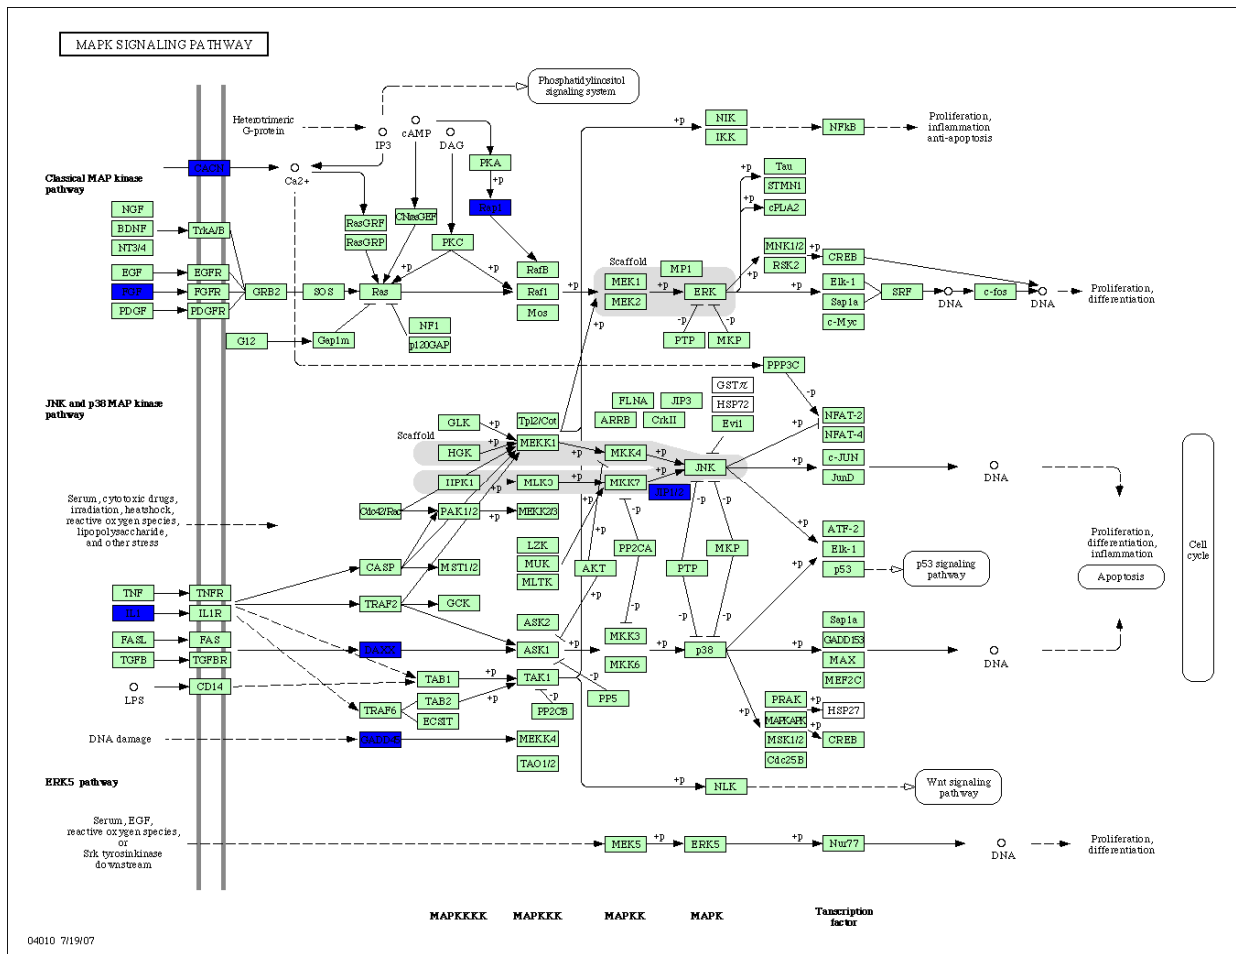 MAPK SIGNALING PATHWAY
Phosphatidylinositol
signaling system
Heterotrimeric
G-protein
IP3
cAMP
DAG
NIK
IKK
NFkB
Proliferation,
inflammation
anti-apoptosis
+p
CACN
Ca2+
PKA
+p
Classical MAP kinase
pathway
Tau
STMN1
cPLA2
NGF
BDNF
NT3/4
TrkA/B
RasGRF
RasGRP
CNrasGEF
PKC
Rap1
MNK1/2
RSK2
+p
CREB
EGF
EGFR
FGF
FGFR
PDGF
PDGFR
GRB2
SOS
Ras
+p
+p
RafB
Raf1
Mos
+p
Scaffold
MEK1
MEK2
+p
MP1
ERK
+p
+p
Elk-1
Sap1a
c-Myc
SRF
DNA
c-fos
DNA
Proliferation,
differentiation
G12
Gap1m
NF1
p120GAP
+p
-p
-p
PTP
MKP
PPP3C
-p
JNK and p38 MAP kinase
pathway
GSTπ
HSP72
Evi1
FLNA
JIP3
ARRB
CrkII
NFAT-2
NFAT-4
GLK
+p
Tpl2/Cot
Scaffold
HGK
+p
MEKK1
+p
MKK4
+p
JNK
+p
+p
c-JUN
JunD
DNA
+p
MLK3
+p
MKK7
+p
Serum, cytotoxic drugs,
irradiation, heatshock,
reactive oxygen species,
lipopolysaccharide,
and other stress
Cdc42/Rac
PAK1/2
+p
MEKK2/3
+p
+p
ATF-2
Elk-1
p53
p53 signaling
pathway
Proliferation,
differentiation,
inflammation
Apoptosis
Cell
cycle
LZK
MUK
MLTK
PP2CA
MKP
AKT
PTP
-p
-p
+p
CASP
MST1/2
TNF
TNFR
IL1
IL1R
TRAF2
GCK
ASK2
+p
-p
-p
-p
FASL
FAS
TGFB
TGFBR
DAXX
ASK1
+p
MKK3
MKK6
+p
p38
+p
Sap1a
GADD153
MAX
MEF2C
DNA
LPS
CD14
TAB1
+p
TAK1
-p
-p
PP5
PP2CB
TRAF6
TAB2
ECSIT
+p
+p
PRAK
MAPKAPK
MSK1/2
Cdc25B
+p
HSP27
+p
CREB
DNA damage
GADD45
MEKK4
TAO1/2
ERK5 pathway
+p
NLK
Wnt signaling
pathway
Serum, EGF,
reactive oxygen species,
or
Srk tyrosinkinase
downstream
MEK5
+p
ERK5
+p
Nur77
DNA
Proliferation,
differentiation
MAPKKKK
MAPKKK
MAPKK
MAPK
Tanscription
factor
04010 7/19/07